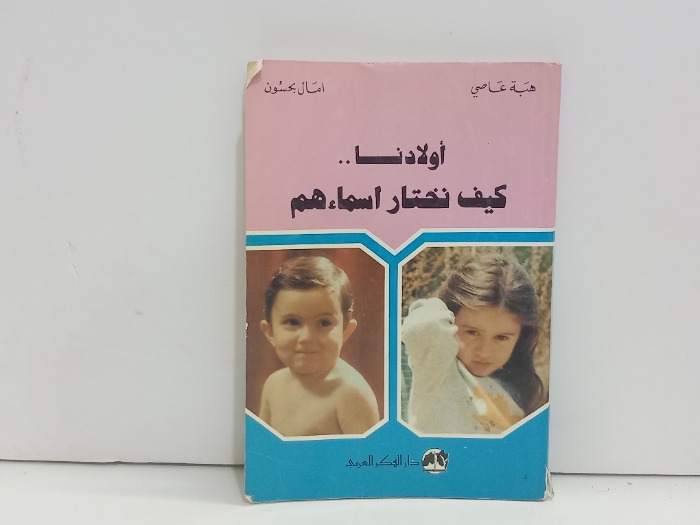 هبة عاصي
امال بحسون
أولادنا..
كيف نختار اسماءهم
دار الفكر العربي